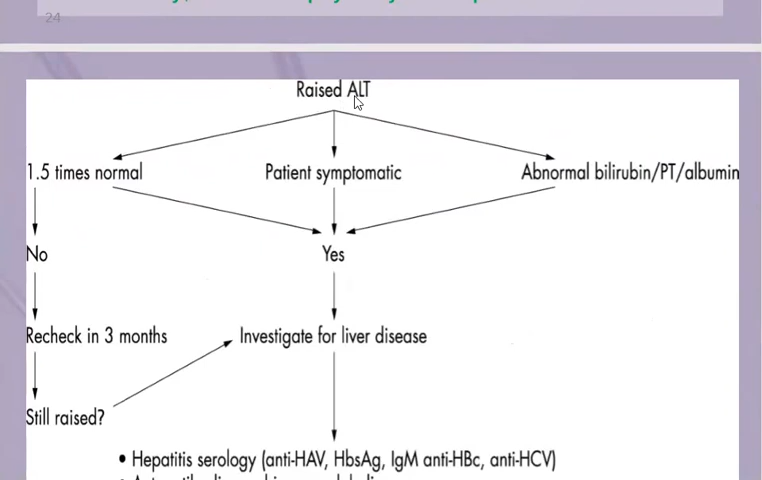 24
Raised ALT
1.5 times normal
Patient symptomatic
Abnormal bilirubin/PT/albumin
No
Yes
Recheck in 3 months
Investigate for liver disease
Still raised?
• Hepatitis serology (anti-HAV, HbsAg, IgM anti-HBc, anti-HCV)